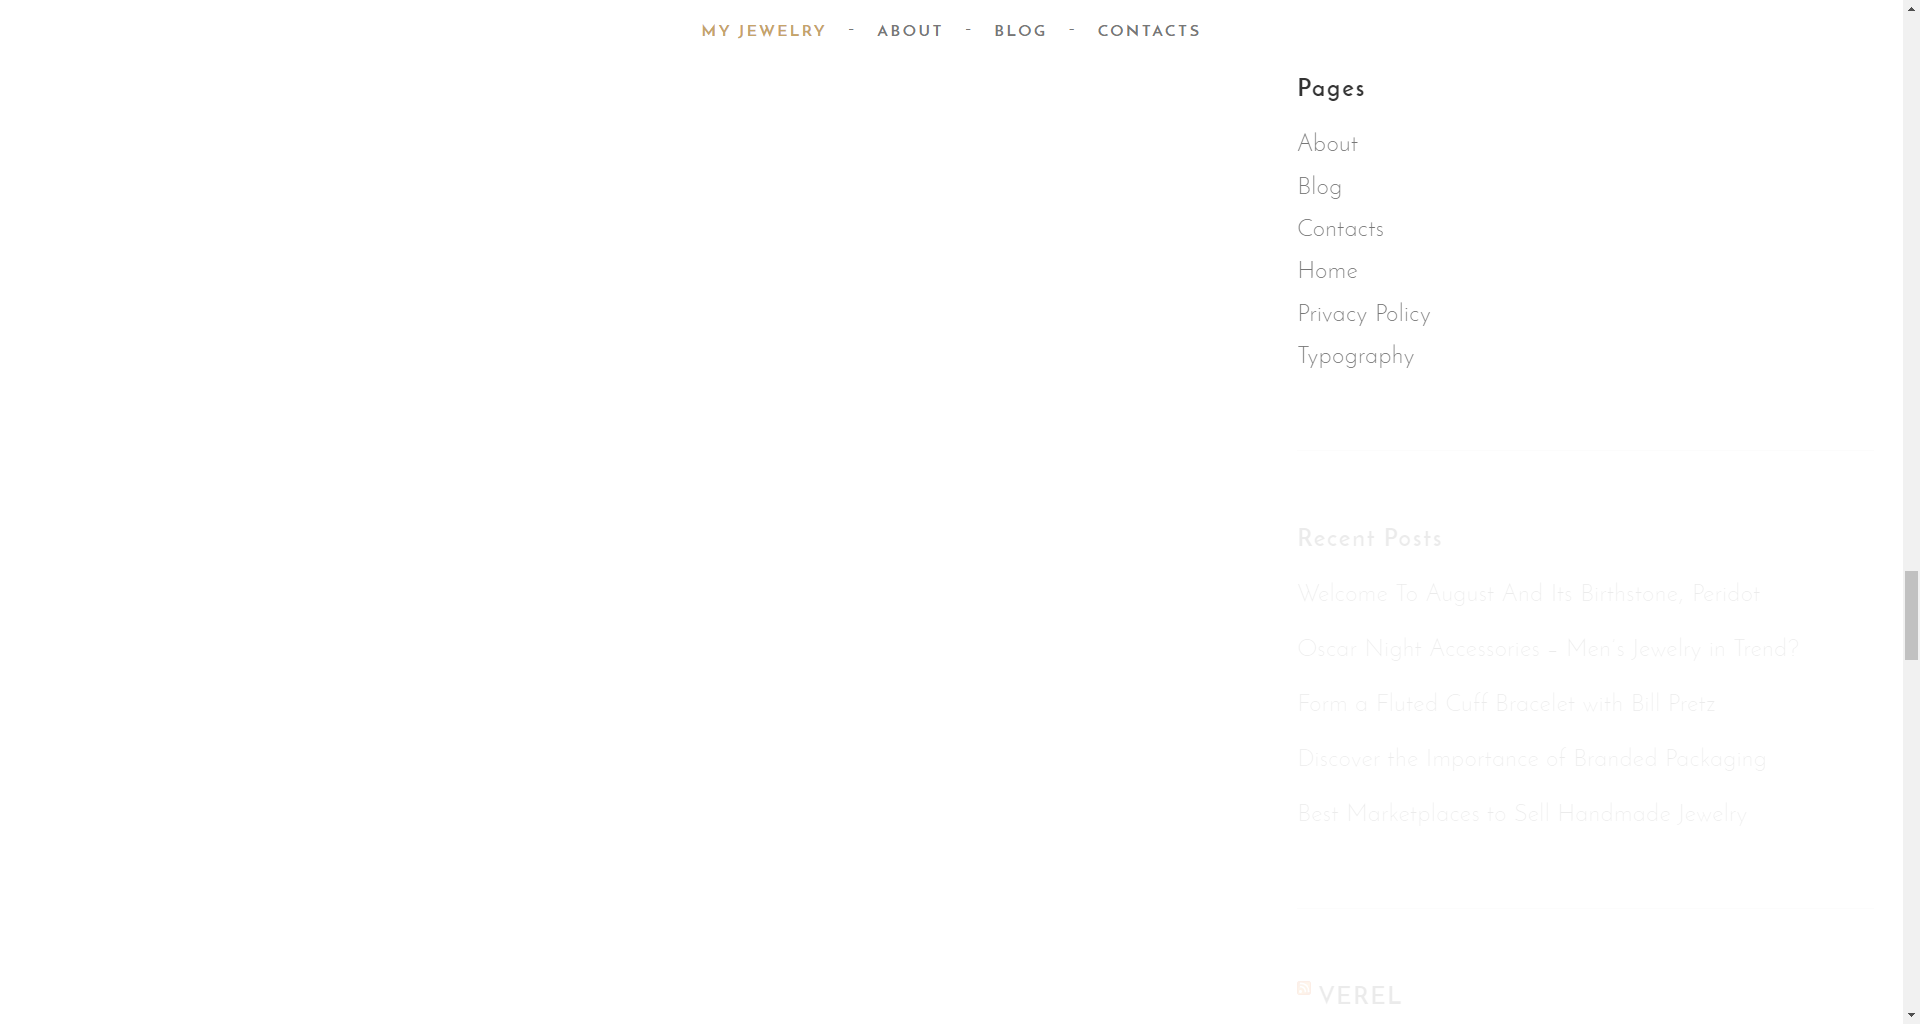 MY JEWELRY - ABOUT - BLOG - CONTACTS
Pages
About
Blog
Contacts
Home
Privacy Policy
Typography
Recent Posts
Welcome To August And Its Birthstone, Peridot
Oscar Night Accessories – Men's Jewelry in Trend?
Form a Fluted Cuff Bracelet with Bill Pretz
Discover the Importance of Branded Packaging
Best Marketplaces to Sell Handmade Jewelry
VEREL